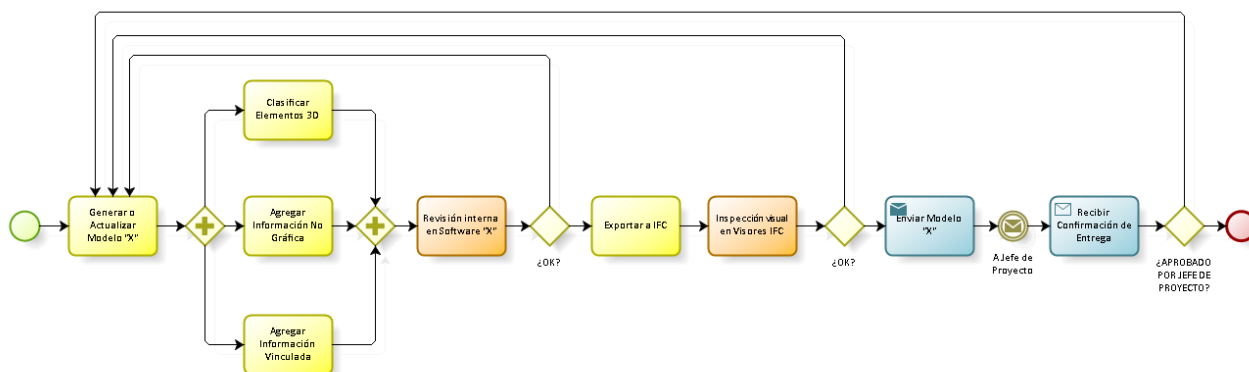 Clasificar
Elementos 3D
Generar o
Actualizar
Modelo "X"
Agregar
Información No
Gráfica
Agregar
Información
Vinculada
Revisión interna
en Software "X"
¿OK?
Exportar a IFC
Inspección visual
en Visores IFC
¿OK?
Enviar Modelo
"X"
A Jefe de
Proyecto
Recibir
Confirmación de
Entrega
¿APROBADO
POR JEFE DE
PROYECTO?